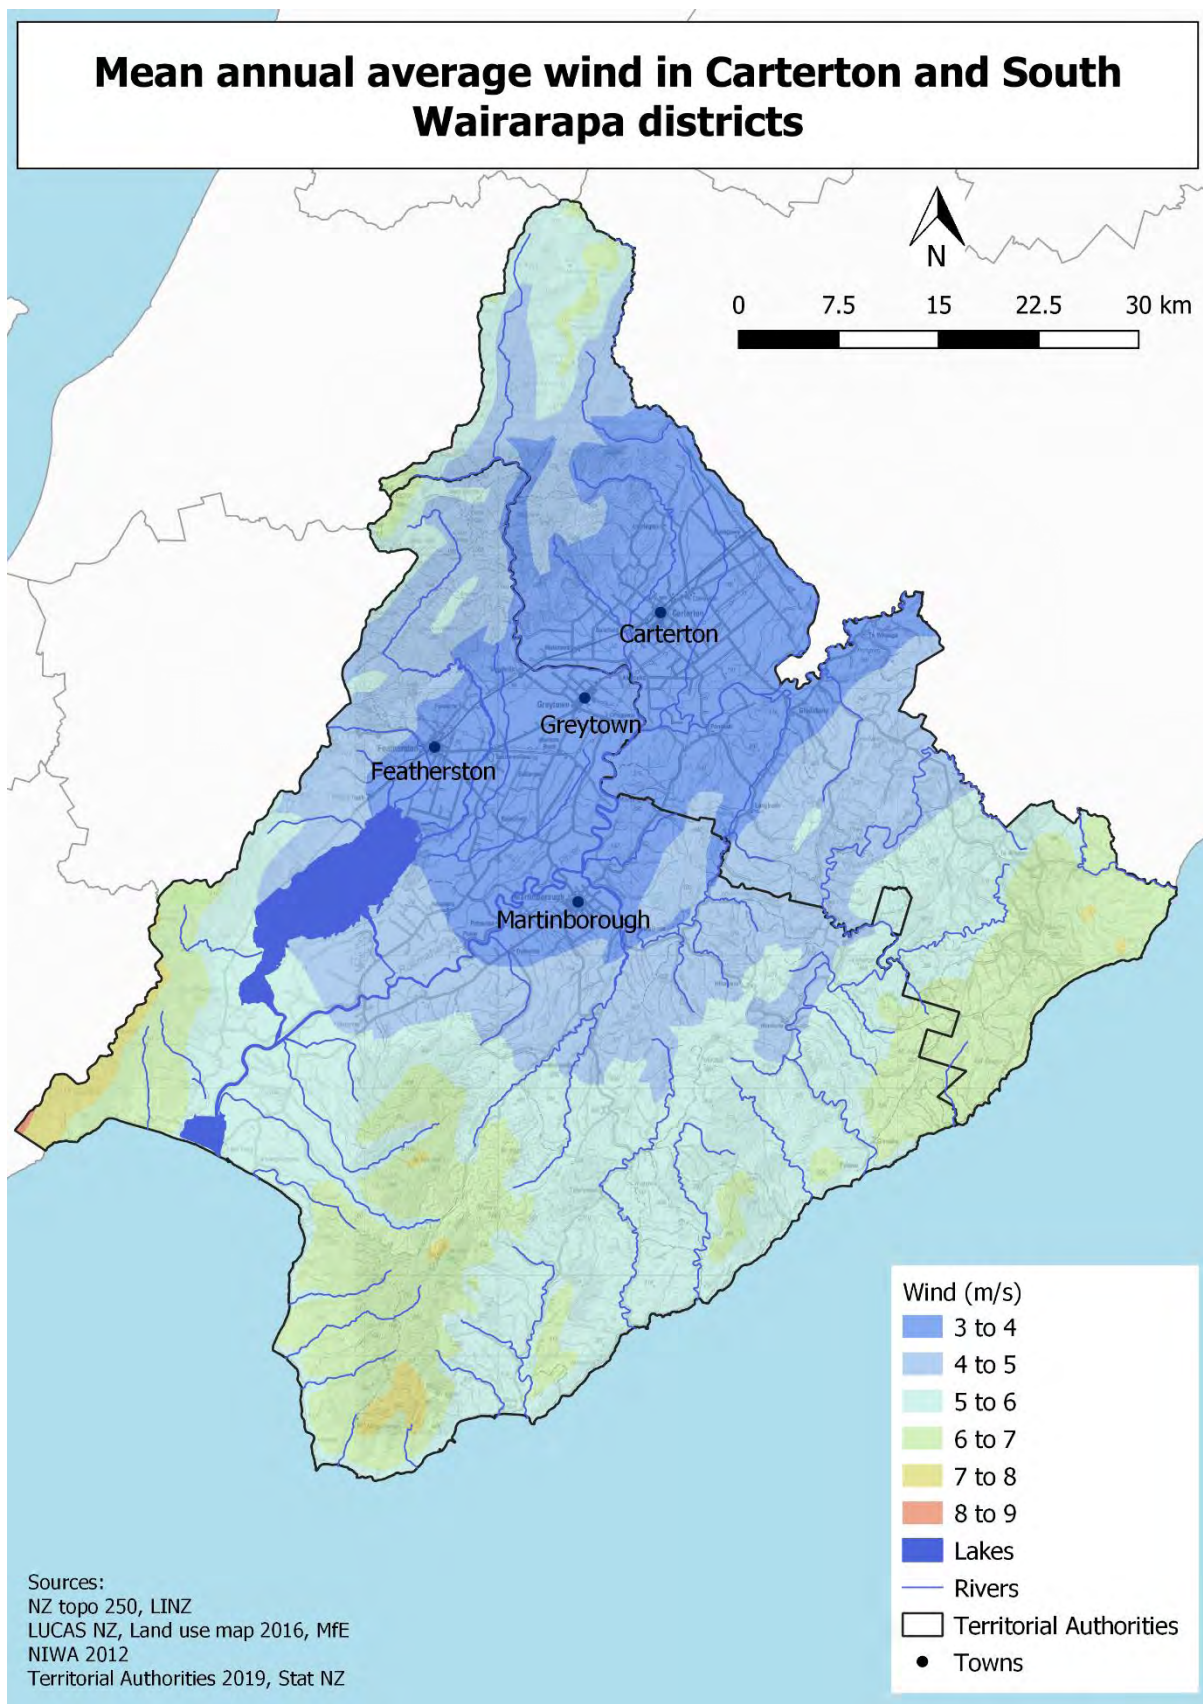 Mean annual average wind in Carterton and South
Wairarapa districts
N
0 7.5 15 22.5 30 km
Carterton
Greytown
Featherston
Martinborough
Wind (m/s)
3 to 4
4 to 5
5 to 6
6 to 7
7 to 8
8 to 9
Lakes
Rivers
Territorial Authorities
Towns
Sources:
NZ topo 250, LINZ
LUCAS NZ, Land use map 2016, MfE
NIWA 2012
Territorial Authorities 2019, Stat NZ